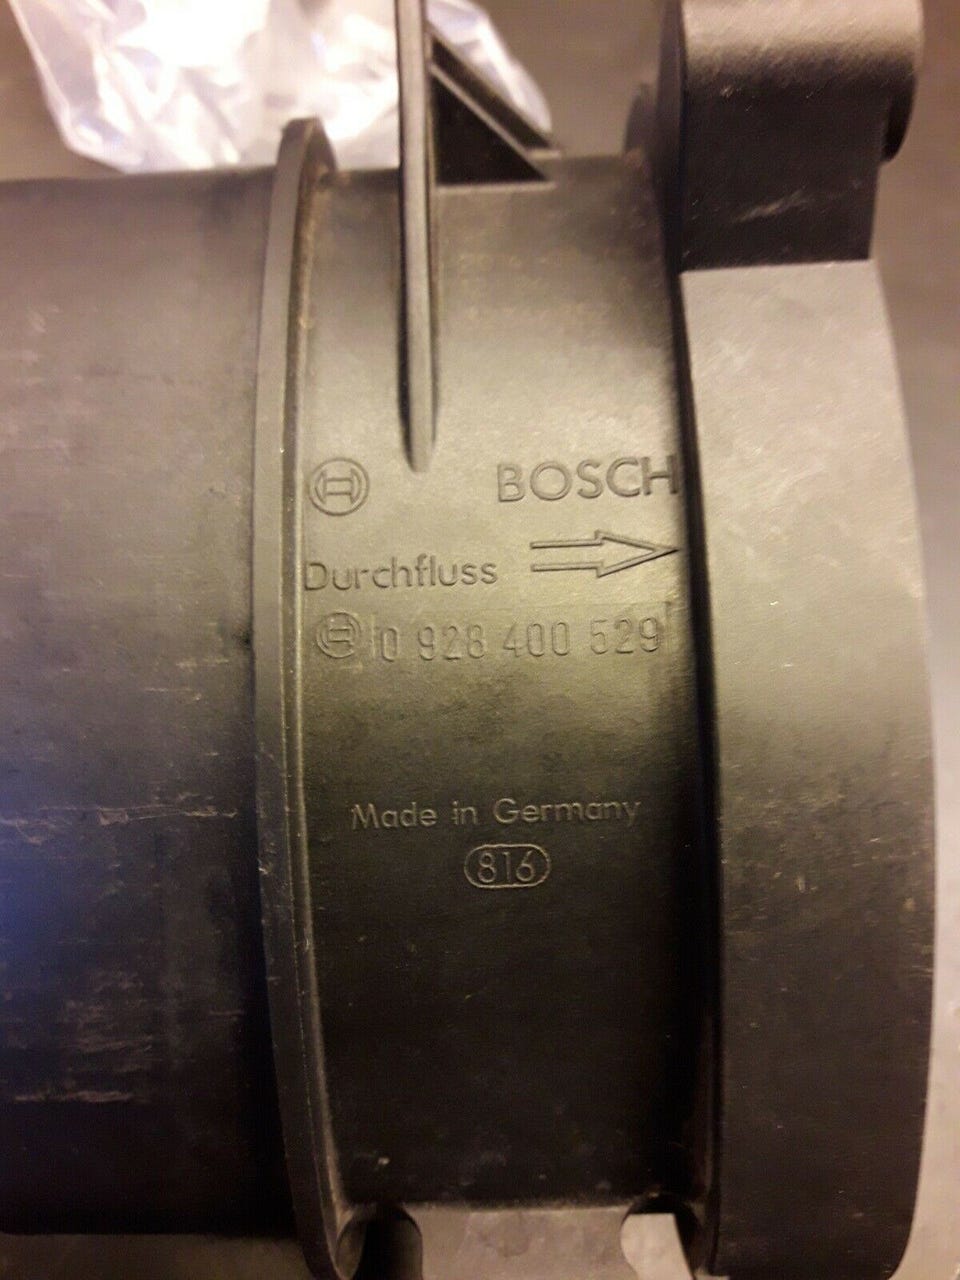 BOSCH
Durchfluss
0 928 400 529
Made in Germany
816